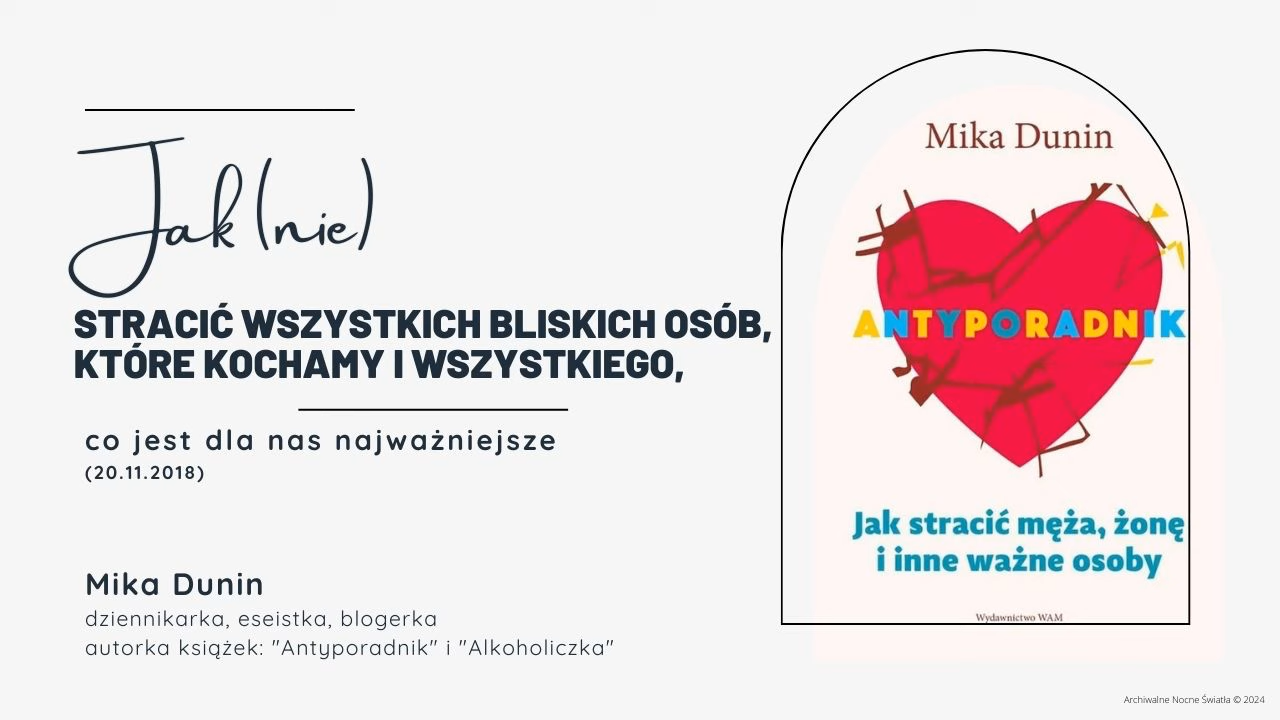 Jak (nie)
STRACIĆ WSZYSTKICH BLISKICH OSÓB,
KTÓRE KOCHAMY I WSZYSTKIEGO,
co jest dla nas najważniejsze
(20.11.2018)
Mika Dunin
dziennikarka, eseistka, blogerka
autorka książek: "Antyporadnik" i "Alkoholiczka"
Mika Dunin
ANTYPORADNIK
Jak stracić męża, żonę
i inne ważne osoby
Wydawnictwo WAM
Archiwalne Nocne Światła © 2024